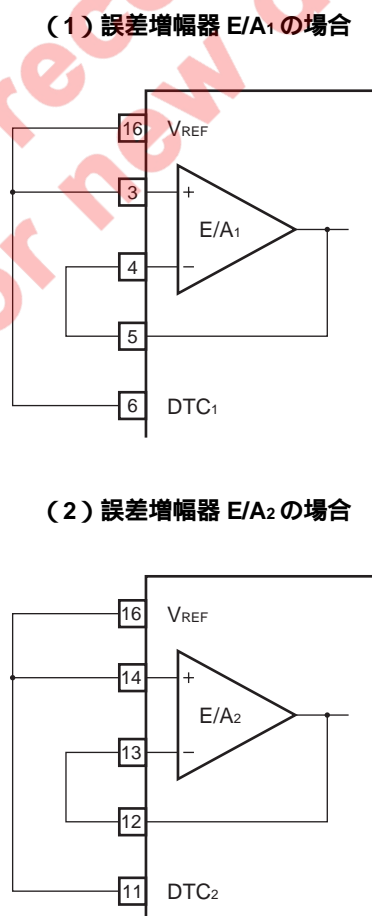 （1）誤差増幅器 E/A1 の場合
16 VREF
3 +
E/A1
4 −
5
6 DTC1
（2）誤差増幅器 E/A2 の場合
16 VREF
14 +
E/A2
13 −
12
11 DTC2